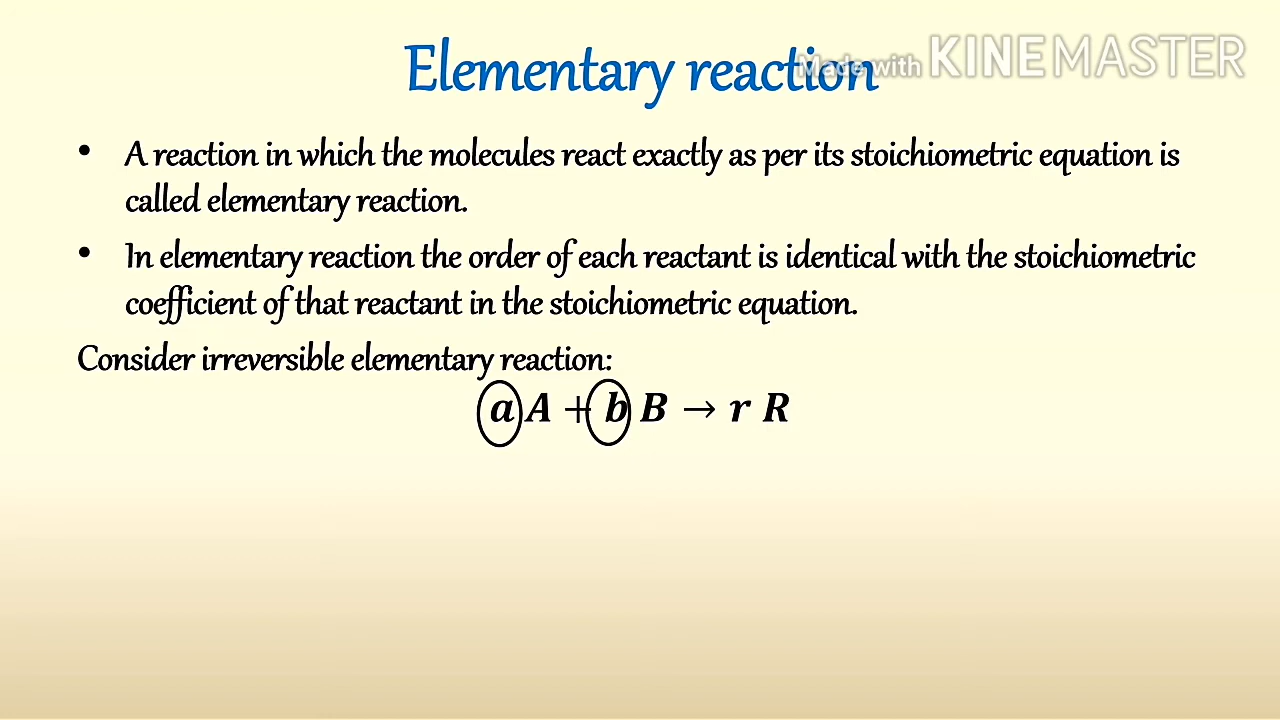 Elementary reaction
Made with KINEMASTER
• A reaction in which the molecules react exactly as per its stoichiometric equation is
called elementary reaction.
• In elementary reaction the order of each reactant is identical with the stoichiometric
coefficient of that reactant in the stoichiometric equation.
Consider irreversible elementary reaction:
a A + b B → r R